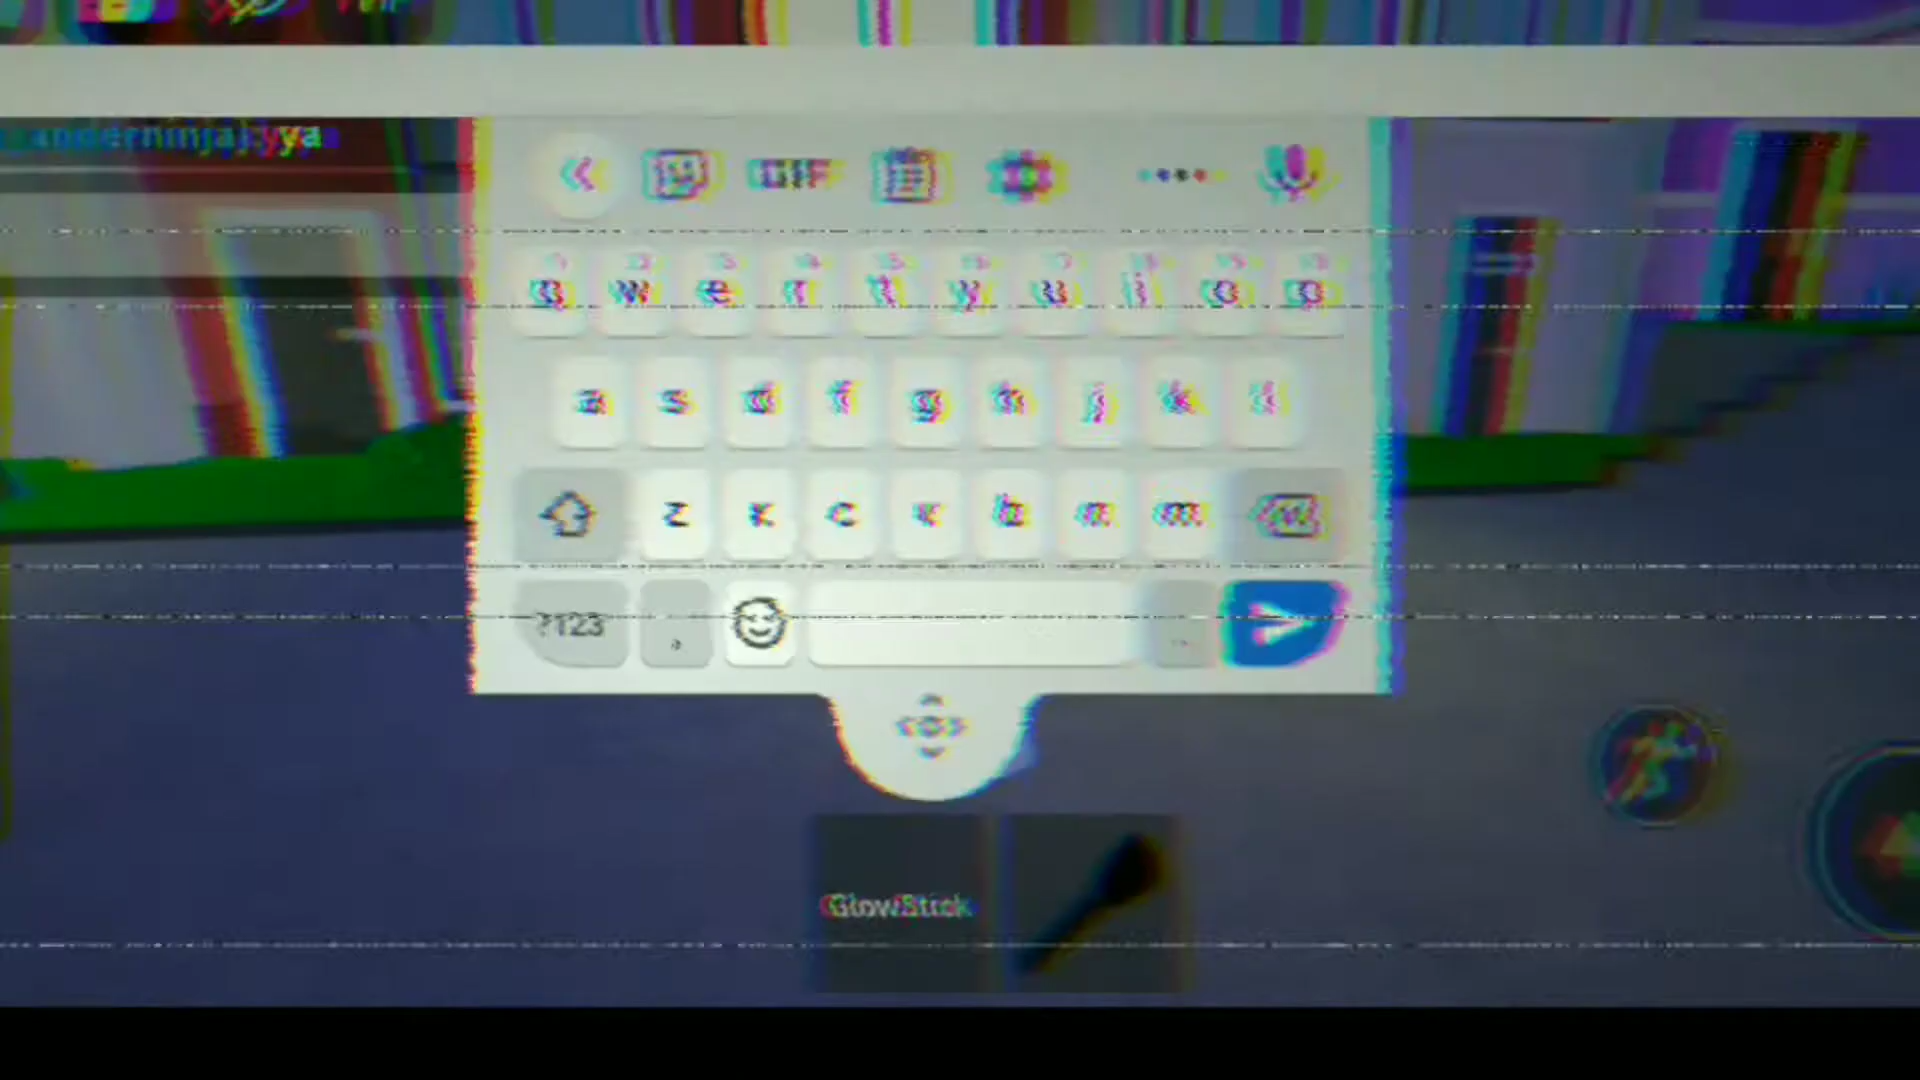 GIF
q w e r t y u i o p
a s d f g h j k l
z x c v b n m
?123 , .
GlowStick